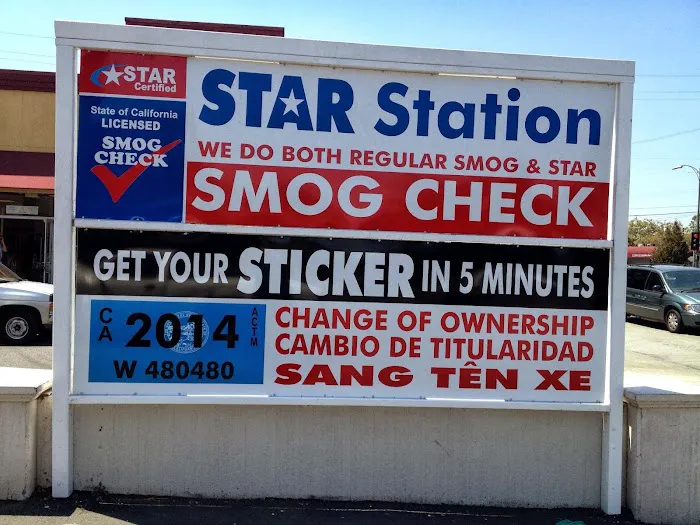 STAR
Certified
State of California
LICENSED
SMOG
CHECK
STAR Station
WE DO BOTH REGULAR SMOG & STAR
SMOG CHECK
GET YOUR STICKER IN 5 MINUTES
CA 2014 ACTM
W 480480
CHANGE OF OWNERSHIP
CAMBIO DE TITULARIDAD
SANG TÊN XE